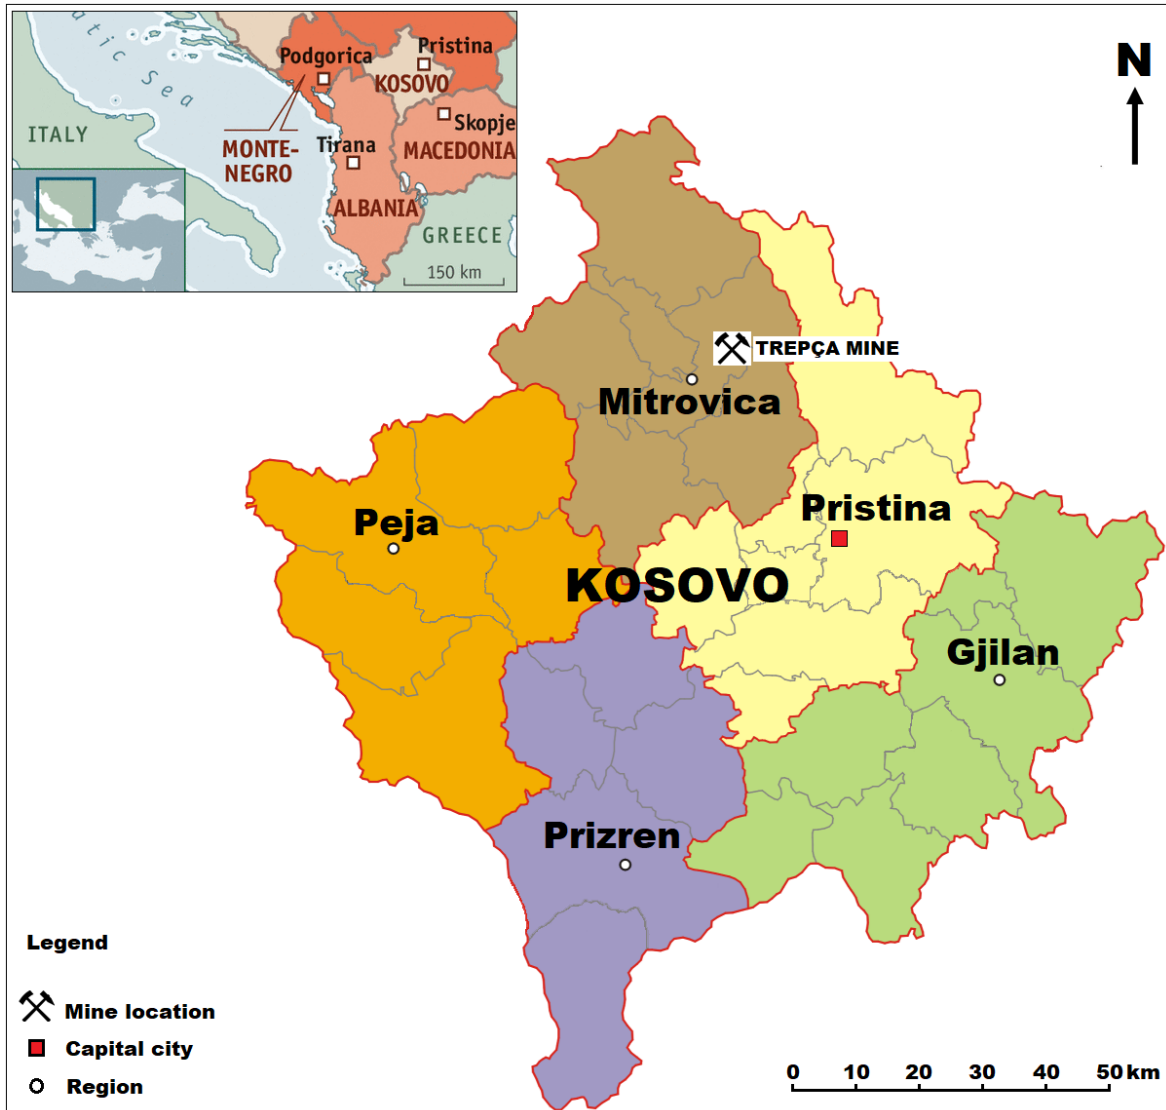 atic Sea
ITALY
Podgorica
Pristina
KOSOVO
MONTE-
NEGRO
Tirana
Skopje
MACEDONIA
ALBANIA
GREECE
150 km
N
TREPÇA MINE
Mitrovica
Peja
Pristina
KOSOVO
Gjilan
Prizren
Legend
Mine location
Capital city
Region
0 10 20 30 40 50 km